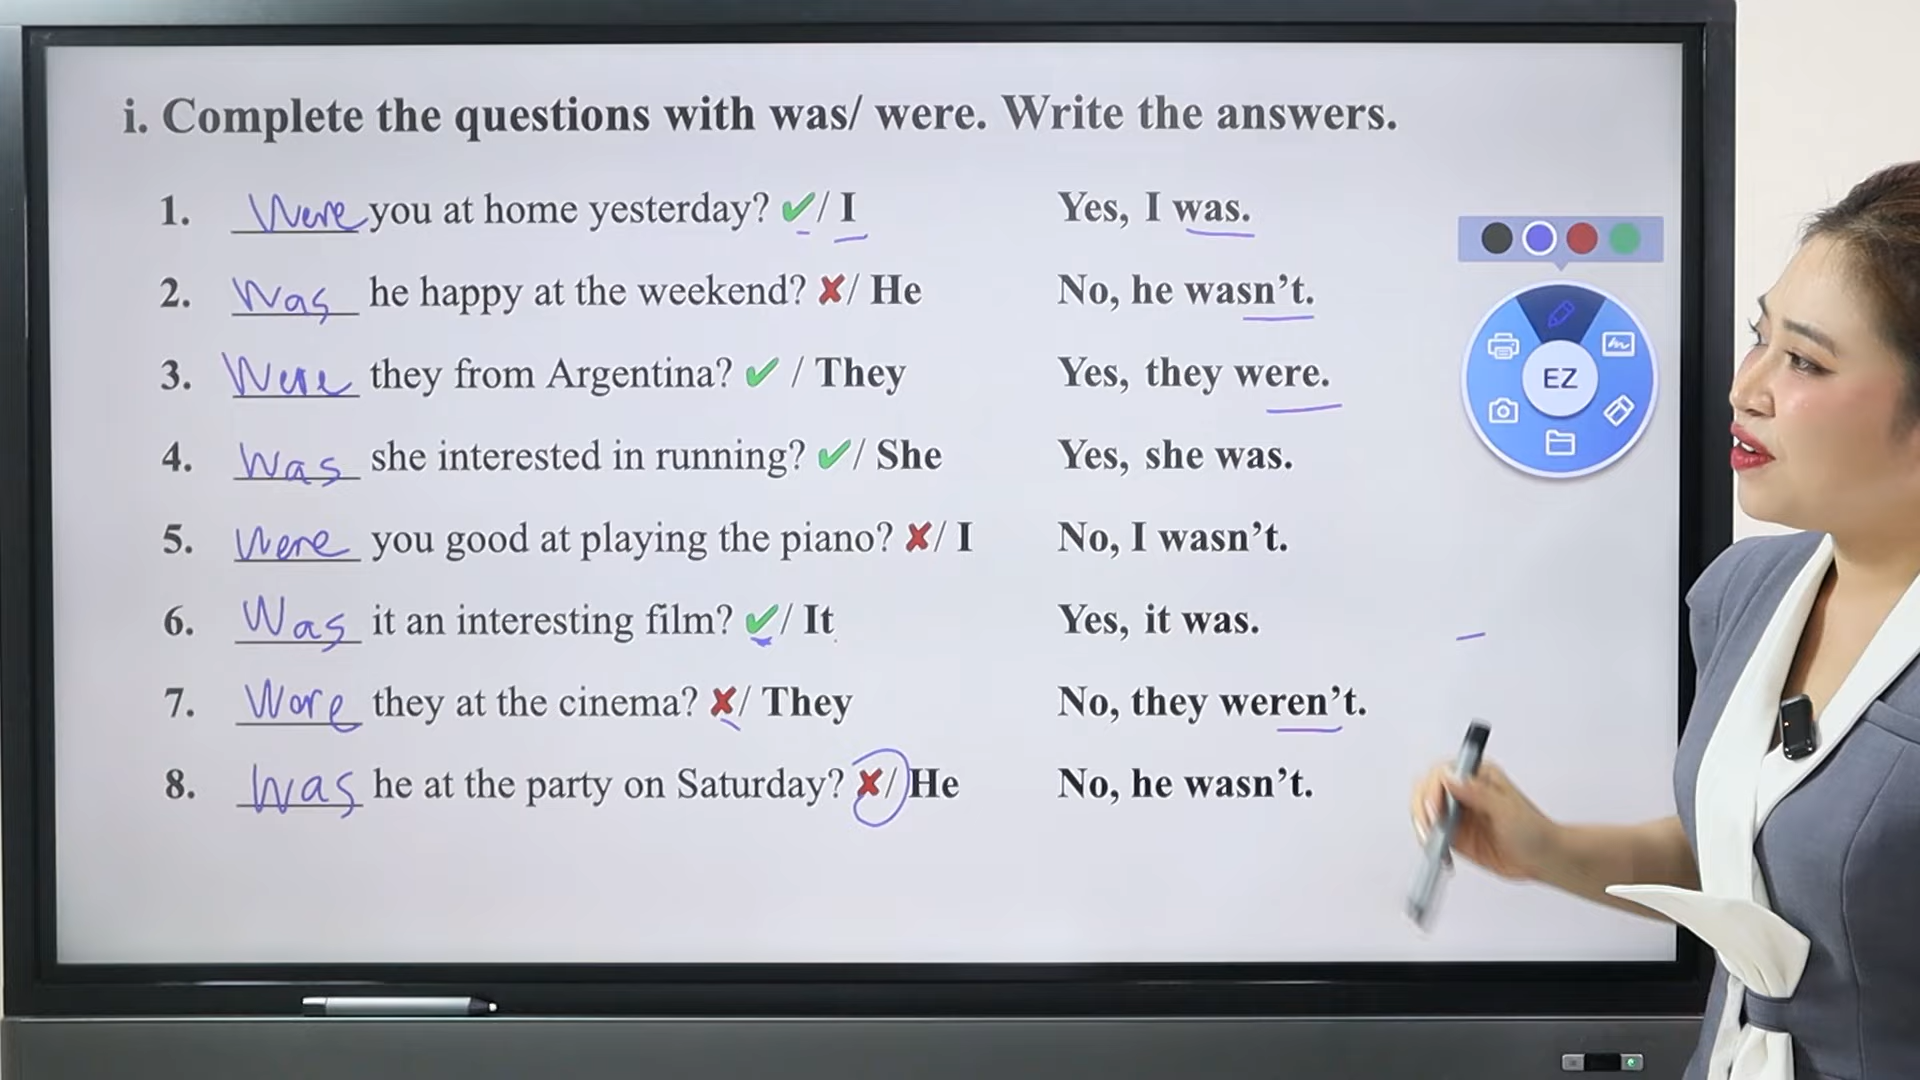 i. Complete the questions with was/ were. Write the answers.
1. Were you at home yesterday? ✔/ I Yes, I was.
2. Was he happy at the weekend? ✘/ He No, he wasn’t.
3. Were they from Argentina? ✔ / They Yes, they were.
4. Was she interested in running? ✔/ She Yes, she was.
5. Were you good at playing the piano? ✘/ I No, I wasn’t.
6. Was it an interesting film? ✔/ It Yes, it was.
7. Were they at the cinema? ✘/ They No, they weren’t.
8. Was he at the party on Saturday? ✘/ He No, he wasn’t.
EZ